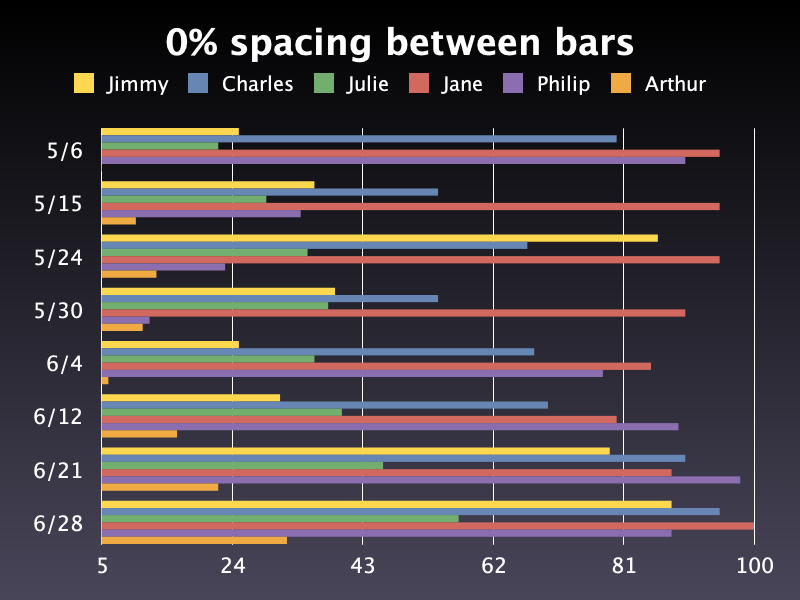 0% spacing between bars
Jimmy Charles Julie Jane Philip Arthur
5/6
5/15
5/24
5/30
6/4
6/12
6/21
6/28
5 24 43 62 81 100